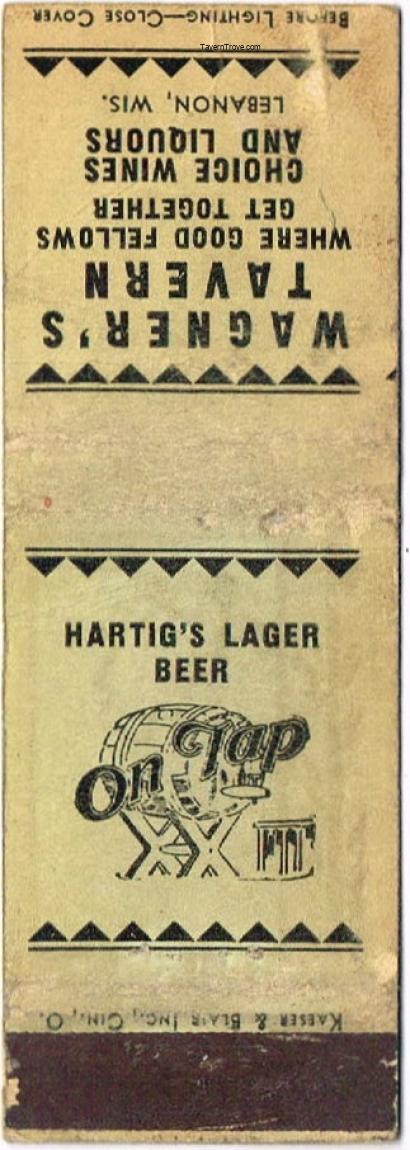 BEFORE LIGHTING—CLOSE COVER
TavernTrove.com
WAGNER'S
TAVERN
WHERE GOOD FELLOWS
GET TOGETHER
CHOICE WINES
AND LIQUORS
LEBANON, WIS.
HARTIG'S LAGER
BEER
On Tap
KAESER & BLAIR, INC., CIN., O.